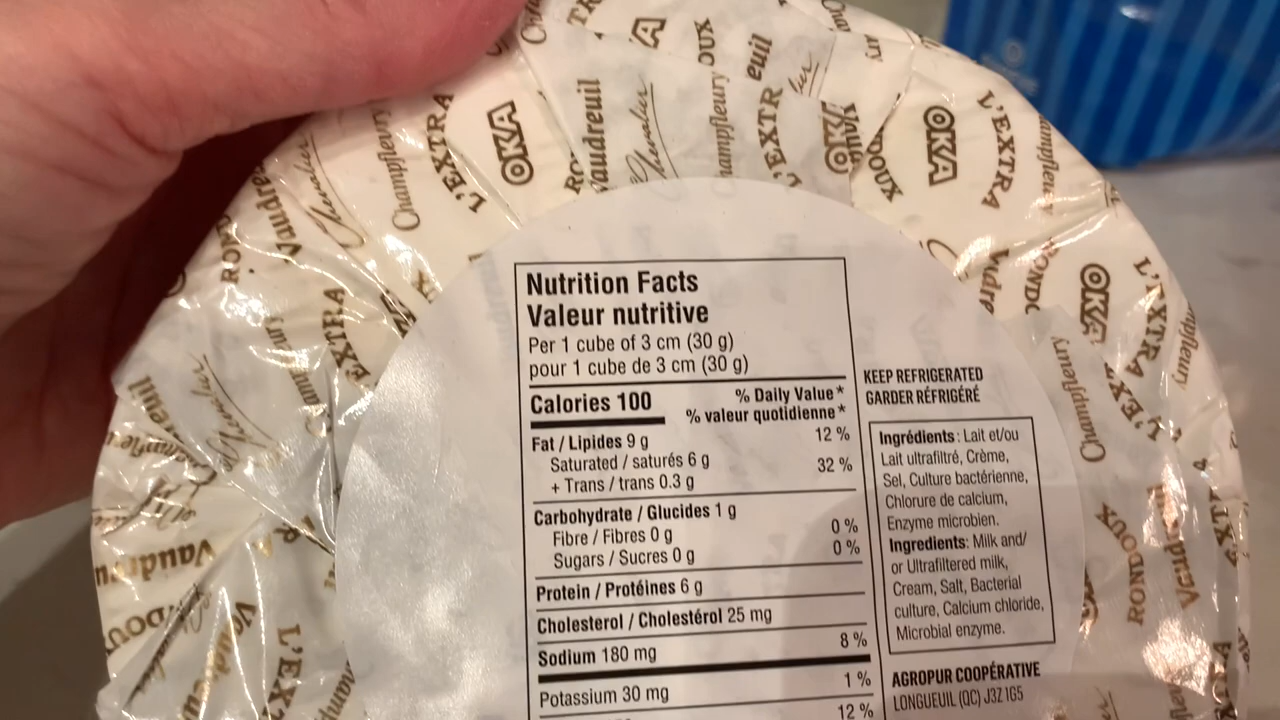 OKA
L'EXTRA
Vaudreuil
Champfleury
Chevalier
RONDOUX
OKA
L'EXTRA
OKA
L'EXTRA
Champfleury
RONDOUX
Nutrition Facts
Valeur nutritive
Per 1 cube of 3 cm (30 g)
pour 1 cube de 3 cm (30 g)
Calories 100
% Daily Value*
% valeur quotidienne*
Fat / Lipides 9 g 12 %
Saturated / saturés 6 g
+ Trans / trans 0.3 g 32 %
Carbohydrate / Glucides 1 g
Fibre / Fibres 0 g 0 %
Sugars / Sucres 0 g 0 %
Protein / Protéines 6 g
Cholesterol / Cholestérol 25 mg
Sodium 180 mg 8 %
Potassium 30 mg 1 %
12 %
KEEP REFRIGERATED
GARDER RÉFRIGÉRÉ
Ingrédients : Lait et/ou
Lait ultrafiltré, Crème,
Sel, Culture bactérienne,
Chlorure de calcium,
Enzyme microbien.
Ingredients: Milk and/
or Ultrafiltered milk,
Cream, Salt, Bacterial
culture, Calcium chloride,
Microbial enzyme.
AGROPUR COOPÉRATIVE
LONGUEUIL (QC) J3Z 1G5